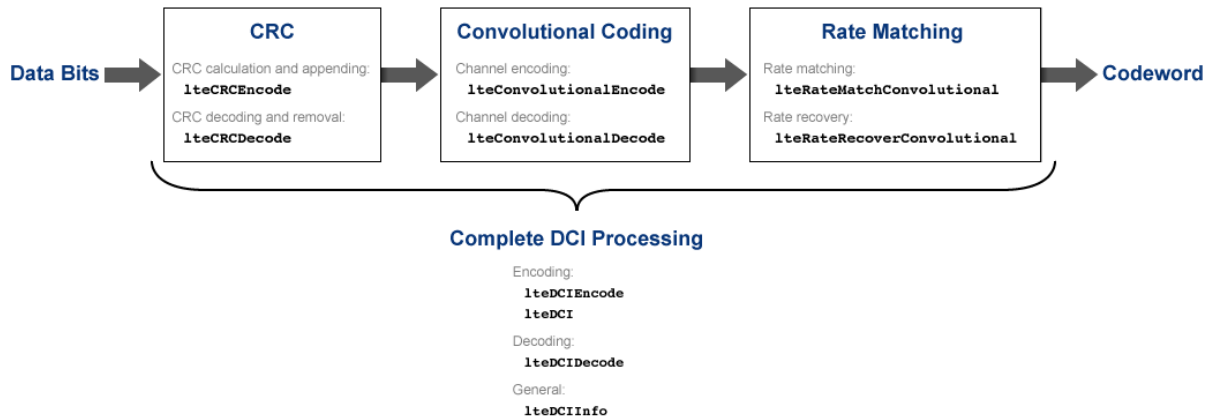 Data Bits
CRC
CRC calculation and appending:
lteCRCEncode
CRC decoding and removal:
lteCRCDecode
Convolutional Coding
Channel encoding:
lteConvolutionalEncode
Channel decoding:
lteConvolutionalDecode
Rate Matching
Rate matching:
lteRateMatchConvolutional
Rate recovery:
lteRateRecoverConvolutional
Codeword
Complete DCI Processing
Encoding:
lteDCIEncode
lteDCI
Decoding:
lteDCIDecode
General:
lteDCIInfo